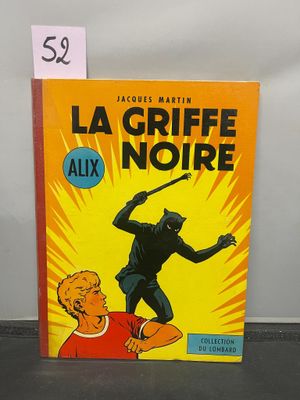 52
JACQUES MARTIN
LA GRIFFE
NOIRE
ALIX
COLLECTION
DU LOMBARD